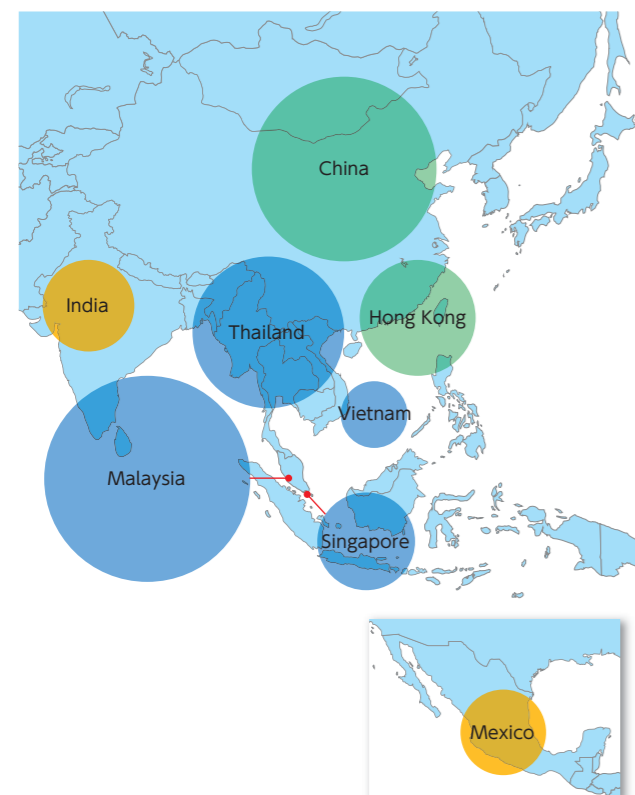 China
India
Thailand
Hong Kong
Vietnam
Malaysia
Singapore
Mexico